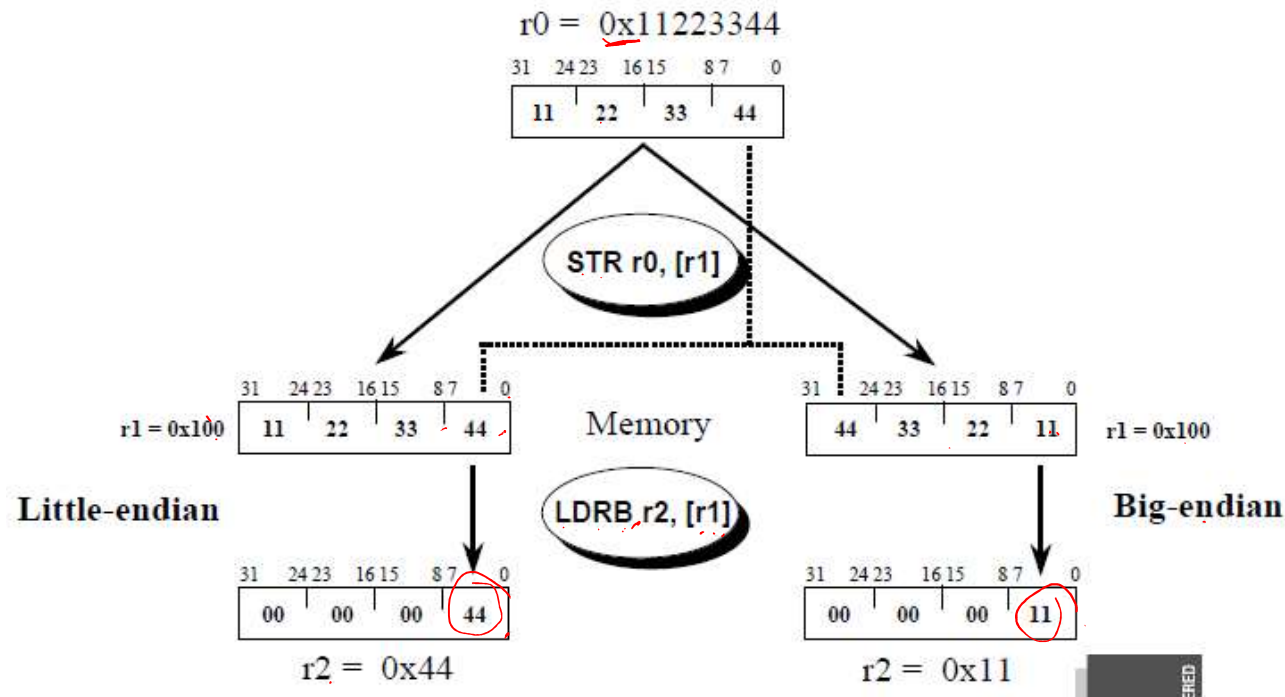 r0 = 0x11223344
31 24 23 16 15 8 7 0
11 22 33 44
STR r0, [r1]
31 24 23 16 15 8 7 0
r1 = 0x100 11 22 33 44
Memory
31 24 23 16 15 8 7 0
44 33 22 11 r1 = 0x100
Little-endian
LDRB r2, [r1]
Big-endian
31 24 23 16 15 8 7 0
00 00 00 44
r2 = 0x44
31 24 23 16 15 8 7 0
00 00 00 11
r2 = 0x11